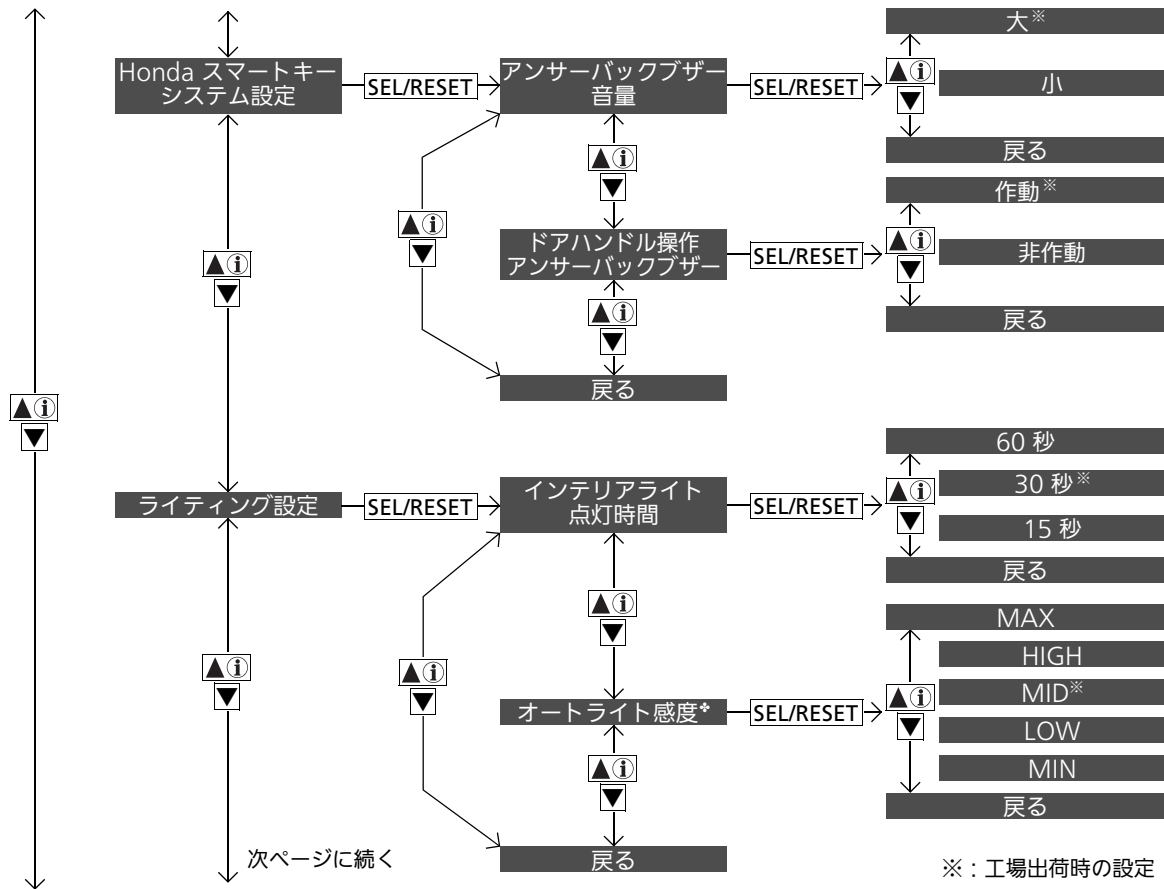 Honda スマートキー
システム設定
SEL/RESET
アンサーバックブザー
音量
SEL/RESET
大※
▲ⓘ
▼
小
戻る
▲ⓘ
▼
▲ⓘ
▼
ドアハンドル操作
アンサーバックブザー
SEL/RESET
作動※
▲ⓘ
▼
非作動
戻る
▲ⓘ
▼
▲ⓘ
▼
戻る
▲ⓘ
▼
ライティング設定
SEL/RESET
インテリアライト
点灯時間
SEL/RESET
60 秒
▲ⓘ
▼
30 秒※
15 秒
戻る
▲ⓘ
▼
▲ⓘ
▼
▲ⓘ
▼
オートライト感度✤
SEL/RESET
MAX
HIGH
▲ⓘ
▼
MID※
LOW
MIN
戻る
▲ⓘ
▼
戻る
次ページに続く
※：工場出荷時の設定